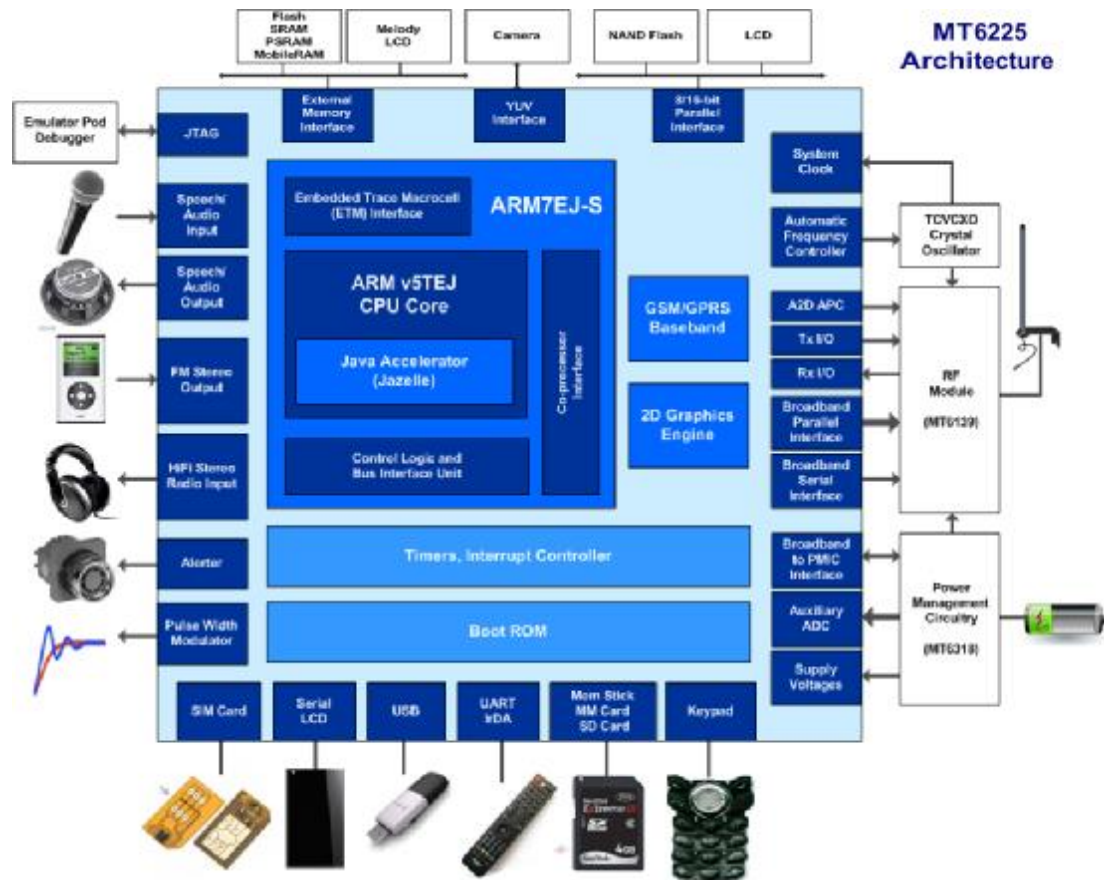 Flash
SRAM
PSRAM
MobileRAM
Melody
LCD
Camera
NAND Flash
LCD
MT6225
Architecture
External
Memory
Interface
YUV
Interface
8/16-bit
Parallel
Interface
Emulator Pod
Debugger
JTAG
System
Clock
Speech/
Audio
Input
Embedded Trace Macrocell
(ETM) Interface
ARM7EJ-S
Automatic
Frequency
Controller
TCVCXO
Crystal
Oscillator
Speech/
Audio
Output
ARM v5TEJ
CPU Core
GSM/GPRS
Baseband
A2D APC
Tx I/O
Rx I/O
FM Stereo
Output
Java Accelerator
(Jazelle)
Co-processor
Interface
2D Graphics
Engine
RF
Module
(MT6139)
Broadband
Parallel
Interface
HiFi Stereo
Radio Input
Control Logic and
Bus Interface Unit
Broadband
Serial
Interface
Alerter
Timers, Interrupt Controller
Broadband
to PMIC
Interface
Power
Management
Circuitry
(MT6318)
Pulse Width
Modulator
Boot ROM
Auxiliary
ADC
Supply
Voltages
SIM Card
Serial
LCD
USB
UART
IrDA
Mem Stick
MM Card
SD Card
Keypad
SanDisk
Extreme III
4GB